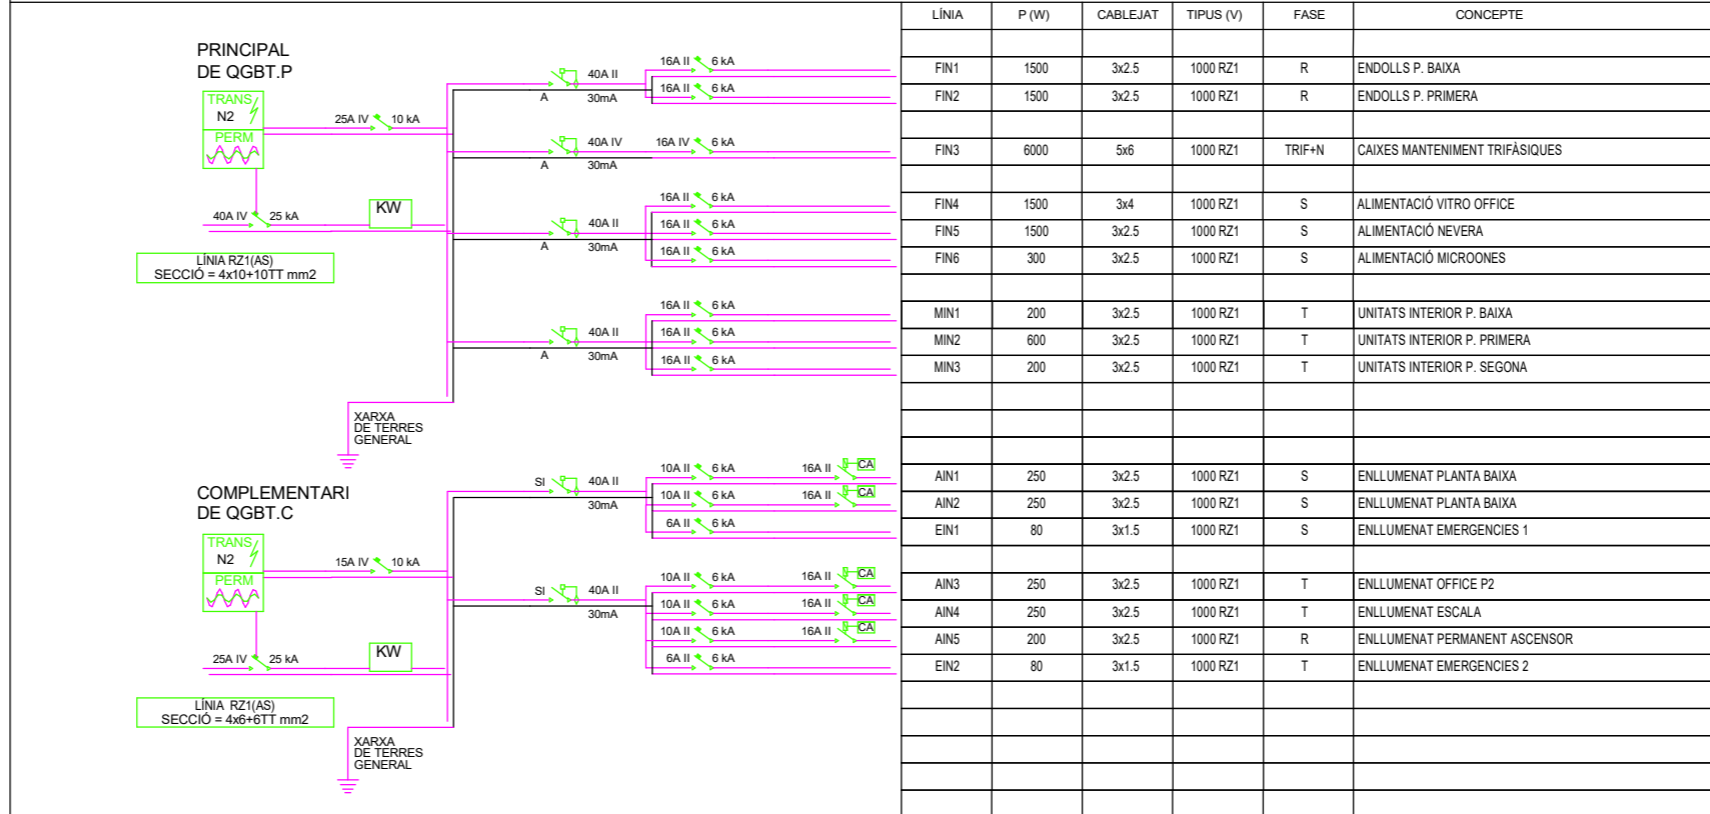 LÍNIA P (W) CABLEJAT TIPUS (V) FASE CONCEPTE
PRINCIPAL
DE QGBT.P
TRANS
N2
PERM
25A IV 10 kA
40A IV 25 kA
KW
LÍNIA RZ1(AS)
SECCIÓ = 4x10+10TT mm2
A 40A II
30mA
16A II 6 kA FIN1 1500 3x2.5 1000 RZ1 R ENDOLLS P. BAIXA
16A II 6 kA FIN2 1500 3x2.5 1000 RZ1 R ENDOLLS P. PRIMERA
A 40A IV
30mA
16A IV 6 kA FIN3 6000 5x6 1000 RZ1 TRIF+N CAIXES MANTENIMENT TRIFÀSIQUES
A 40A II
30mA
16A II 6 kA FIN4 1500 3x4 1000 RZ1 S ALIMENTACIÓ VITRO OFFICE
16A II 6 kA FIN5 1500 3x2.5 1000 RZ1 S ALIMENTACIÓ NEVERA
16A II 6 kA FIN6 300 3x2.5 1000 RZ1 S ALIMENTACIÓ MICROONES
A 40A II
30mA
16A II 6 kA MIN1 200 3x2.5 1000 RZ1 T UNITATS INTERIOR P. BAIXA
16A II 6 kA MIN2 600 3x2.5 1000 RZ1 T UNITATS INTERIOR P. PRIMERA
16A II 6 kA MIN3 200 3x2.5 1000 RZ1 T UNITATS INTERIOR P. SEGONA
XARXA
DE TERRES
GENERAL
COMPLEMENTARI
DE QGBT.C
TRANS
N2
PERM
15A IV 10 kA
25A IV 25 kA
KW
LÍNIA RZ1(AS)
SECCIÓ = 4x6+6TT mm2
SI 40A II
30mA
10A II 6 kA 16A II CA AIN1 250 3x2.5 1000 RZ1 S ENLLUMENAT PLANTA BAIXA
10A II 6 kA 16A II CA AIN2 250 3x2.5 1000 RZ1 S ENLLUMENAT PLANTA BAIXA
6A II 6 kA EIN1 80 3x1.5 1000 RZ1 S ENLLUMENAT EMERGENCIES 1
SI 40A II
30mA
10A II 6 kA 16A II CA AIN3 250 3x2.5 1000 RZ1 T ENLLUMENAT OFFICE P2
10A II 6 kA 16A II CA AIN4 250 3x2.5 1000 RZ1 T ENLLUMENAT ESCALA
10A II 6 kA 16A II CA AIN5 200 3x2.5 1000 RZ1 R ENLLUMENAT PERMANENT ASCENSOR
6A II 6 kA EIN2 80 3x1.5 1000 RZ1 T ENLLUMENAT EMERGENCIES 2
XARXA
DE TERRES
GENERAL